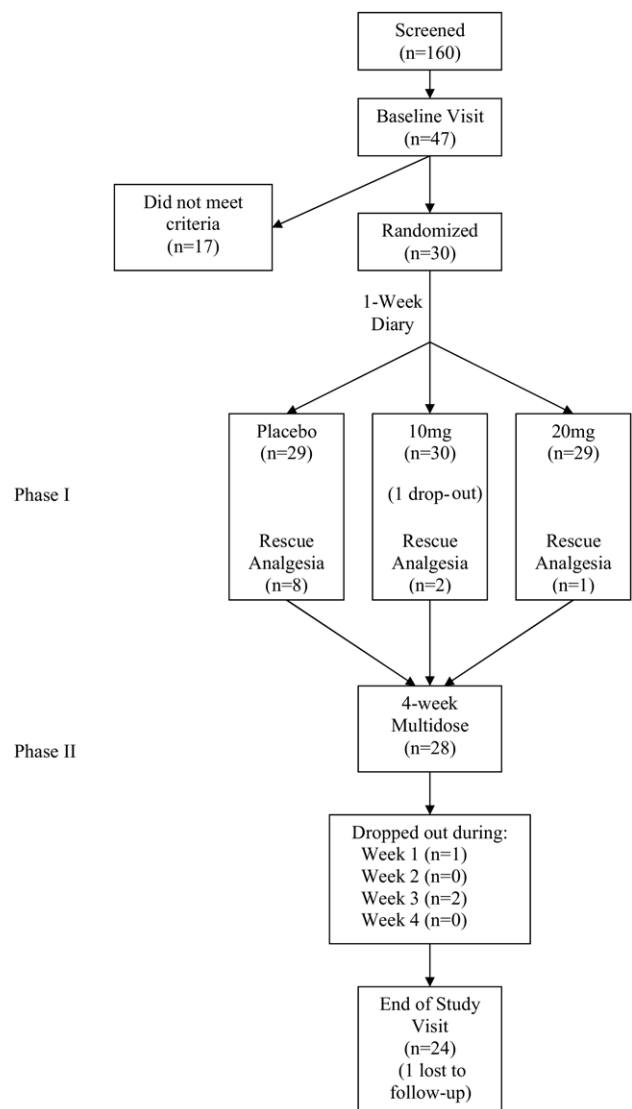 Screened
(n=160)
Baseline Visit
(n=47)
Did not meet
criteria
(n=17)
Randomized
(n=30)
1-Week
Diary
Phase I
Placebo
(n=29)
Rescue
Analgesia
(n=8)
10mg
(n=30)
(1 drop-out)
Rescue
Analgesia
(n=2)
20mg
(n=29)
Rescue
Analgesia
(n=1)
Phase II
4-week
Multidose
(n=28)
Dropped out during:
Week 1 (n=1)
Week 2 (n=0)
Week 3 (n=2)
Week 4 (n=0)
End of Study
Visit
(n=24)
(1 lost to
follow-up)